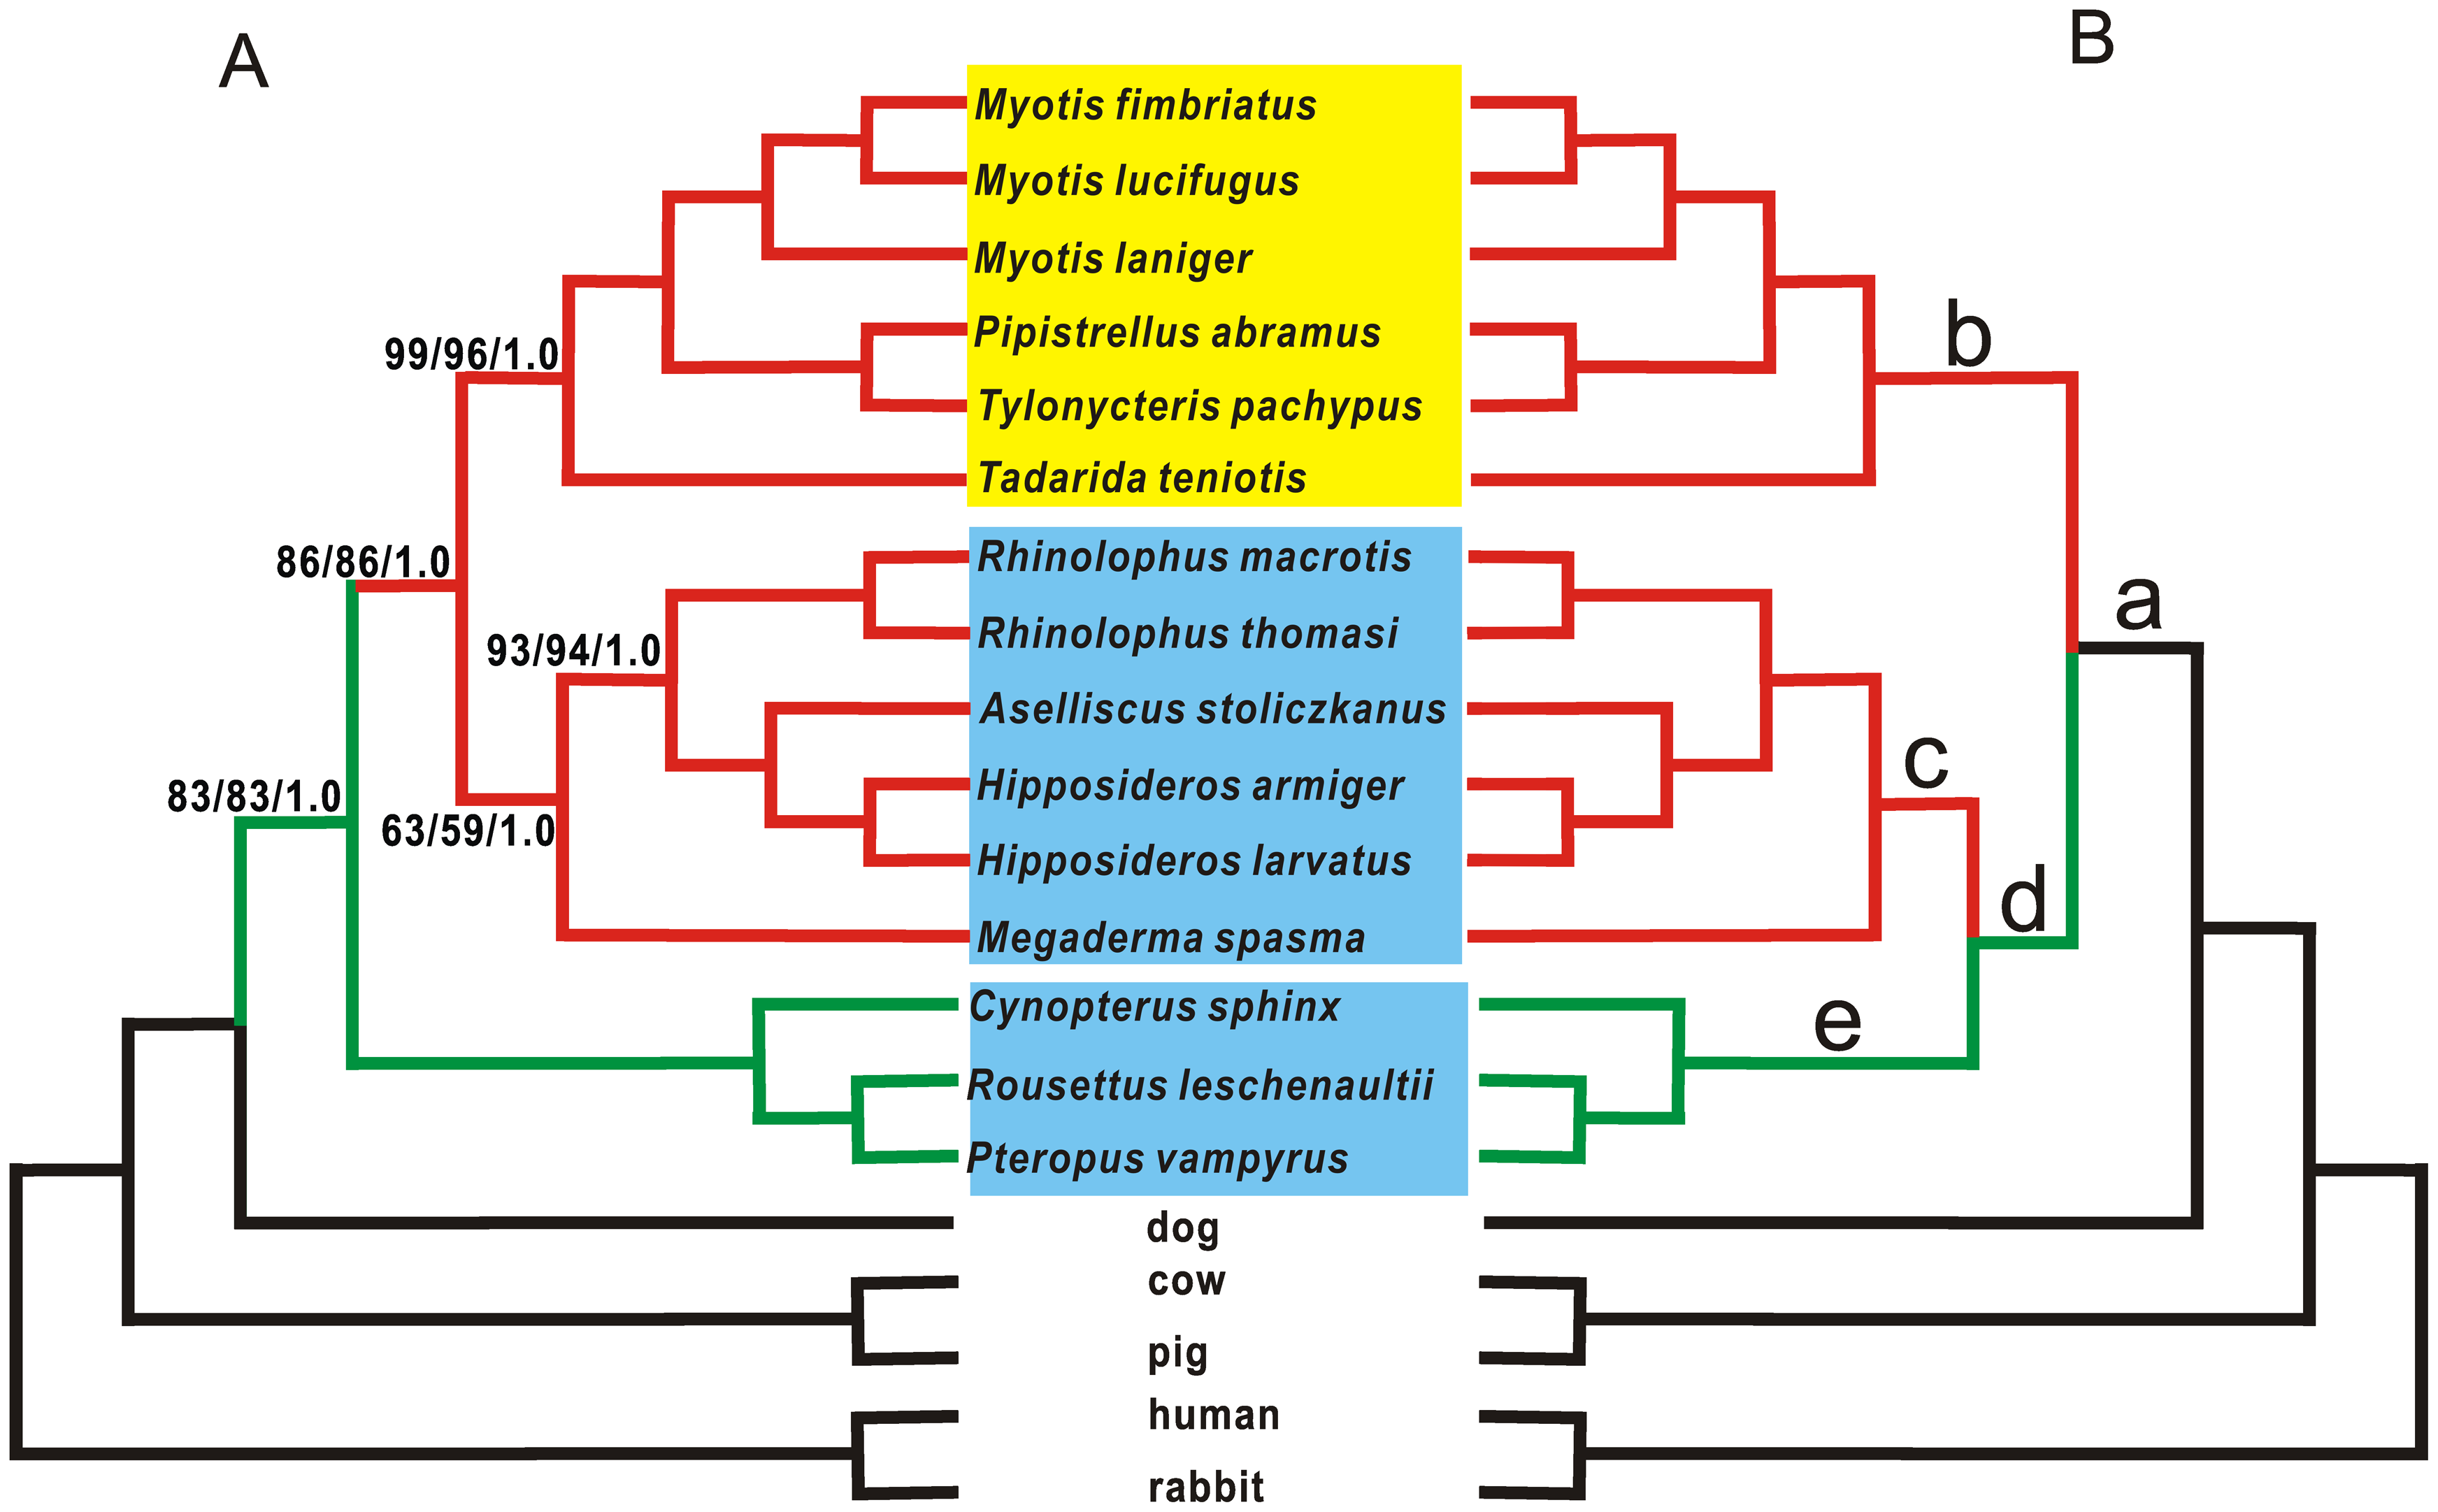 A
B
Myotis fimbriatus
Myotis lucifugus
Myotis laniger
b
Pipistrellus abramus
99/96/1.0
Tylonycteris pachypus
Tadarida teniotis
86/86/1.0
Rhinolophus macrotis
a
Rhinolophus thomasi
93/94/1.0
Aselliscus stoliczkanus
c
Hipposideros armiger
83/83/1.0
63/59/1.0
Hipposideros larvatus
d
Megaderma spasma
Cynopterus sphinx
e
Rousettus leschenaultii
Pteropus vampyrus
dog
cow
pig
human
rabbit